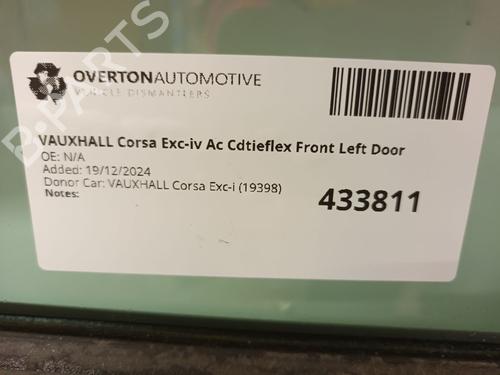 OVERTONAUTOMOTIVE
VEHICLE DISMANTLERS
VAUXHALL Corsa Exc-iv Ac Cdtieflex Front Left Door
OE: N/A
Added: 19/12/2024
Donor Car: VAUXHALL Corsa Exc-i (19398)
Notes:
433811
B-PARTS